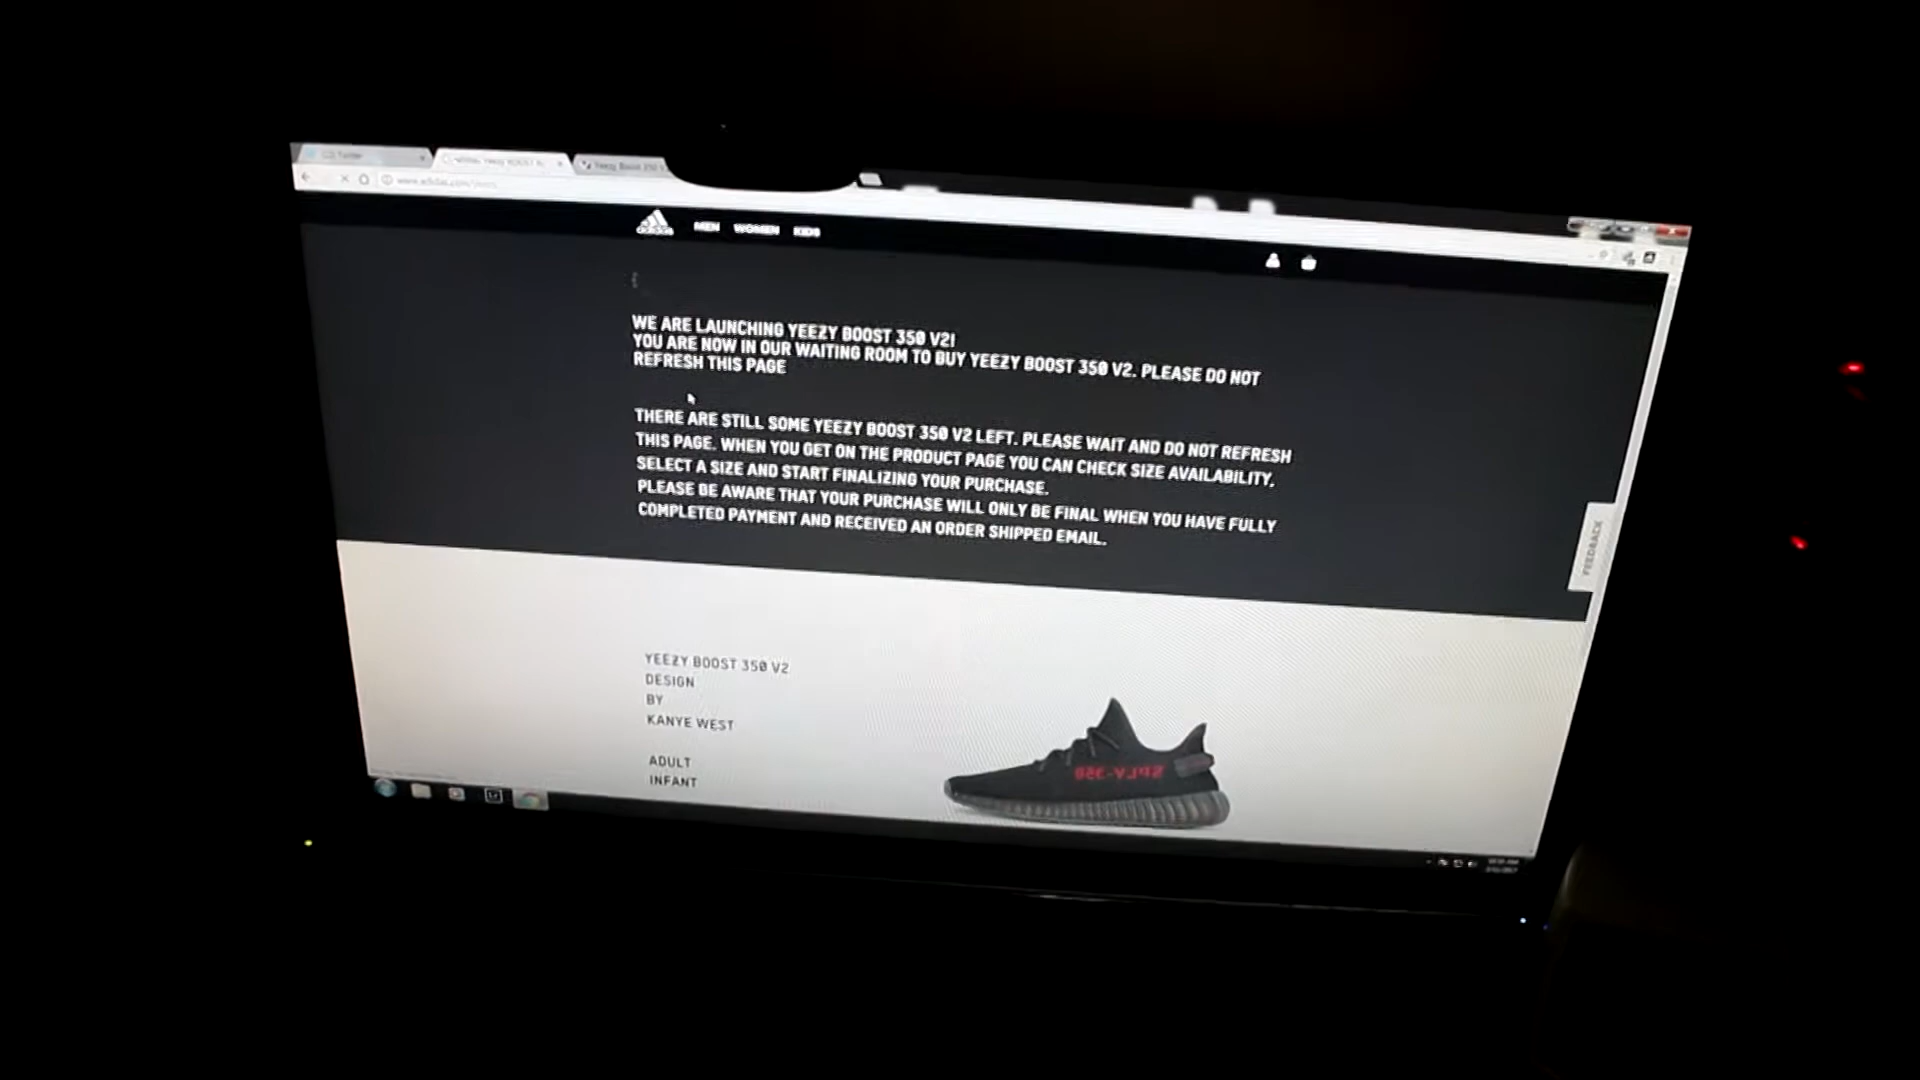 MEN WOMEN KIDS
WE ARE LAUNCHING YEEZY BOOST 350 V2!
YOU ARE NOW IN OUR WAITING ROOM TO BUY YEEZY BOOST 350 V2. PLEASE DO NOT
REFRESH THIS PAGE
THERE ARE STILL SOME YEEZY BOOST 350 V2 LEFT. PLEASE WAIT AND DO NOT REFRESH
THIS PAGE. WHEN YOU GET ON THE PRODUCT PAGE YOU CAN CHECK SIZE AVAILABILITY,
SELECT A SIZE AND START FINALIZING YOUR PURCHASE.
PLEASE BE AWARE THAT YOUR PURCHASE WILL ONLY BE FINAL WHEN YOU HAVE FULLY
COMPLETED PAYMENT AND RECEIVED AN ORDER SHIPPED EMAIL.
FEEDBACK
YEEZY BOOST 350 V2
DESIGN
BY
KANYE WEST
ADULT
INFANT
SPLY-350